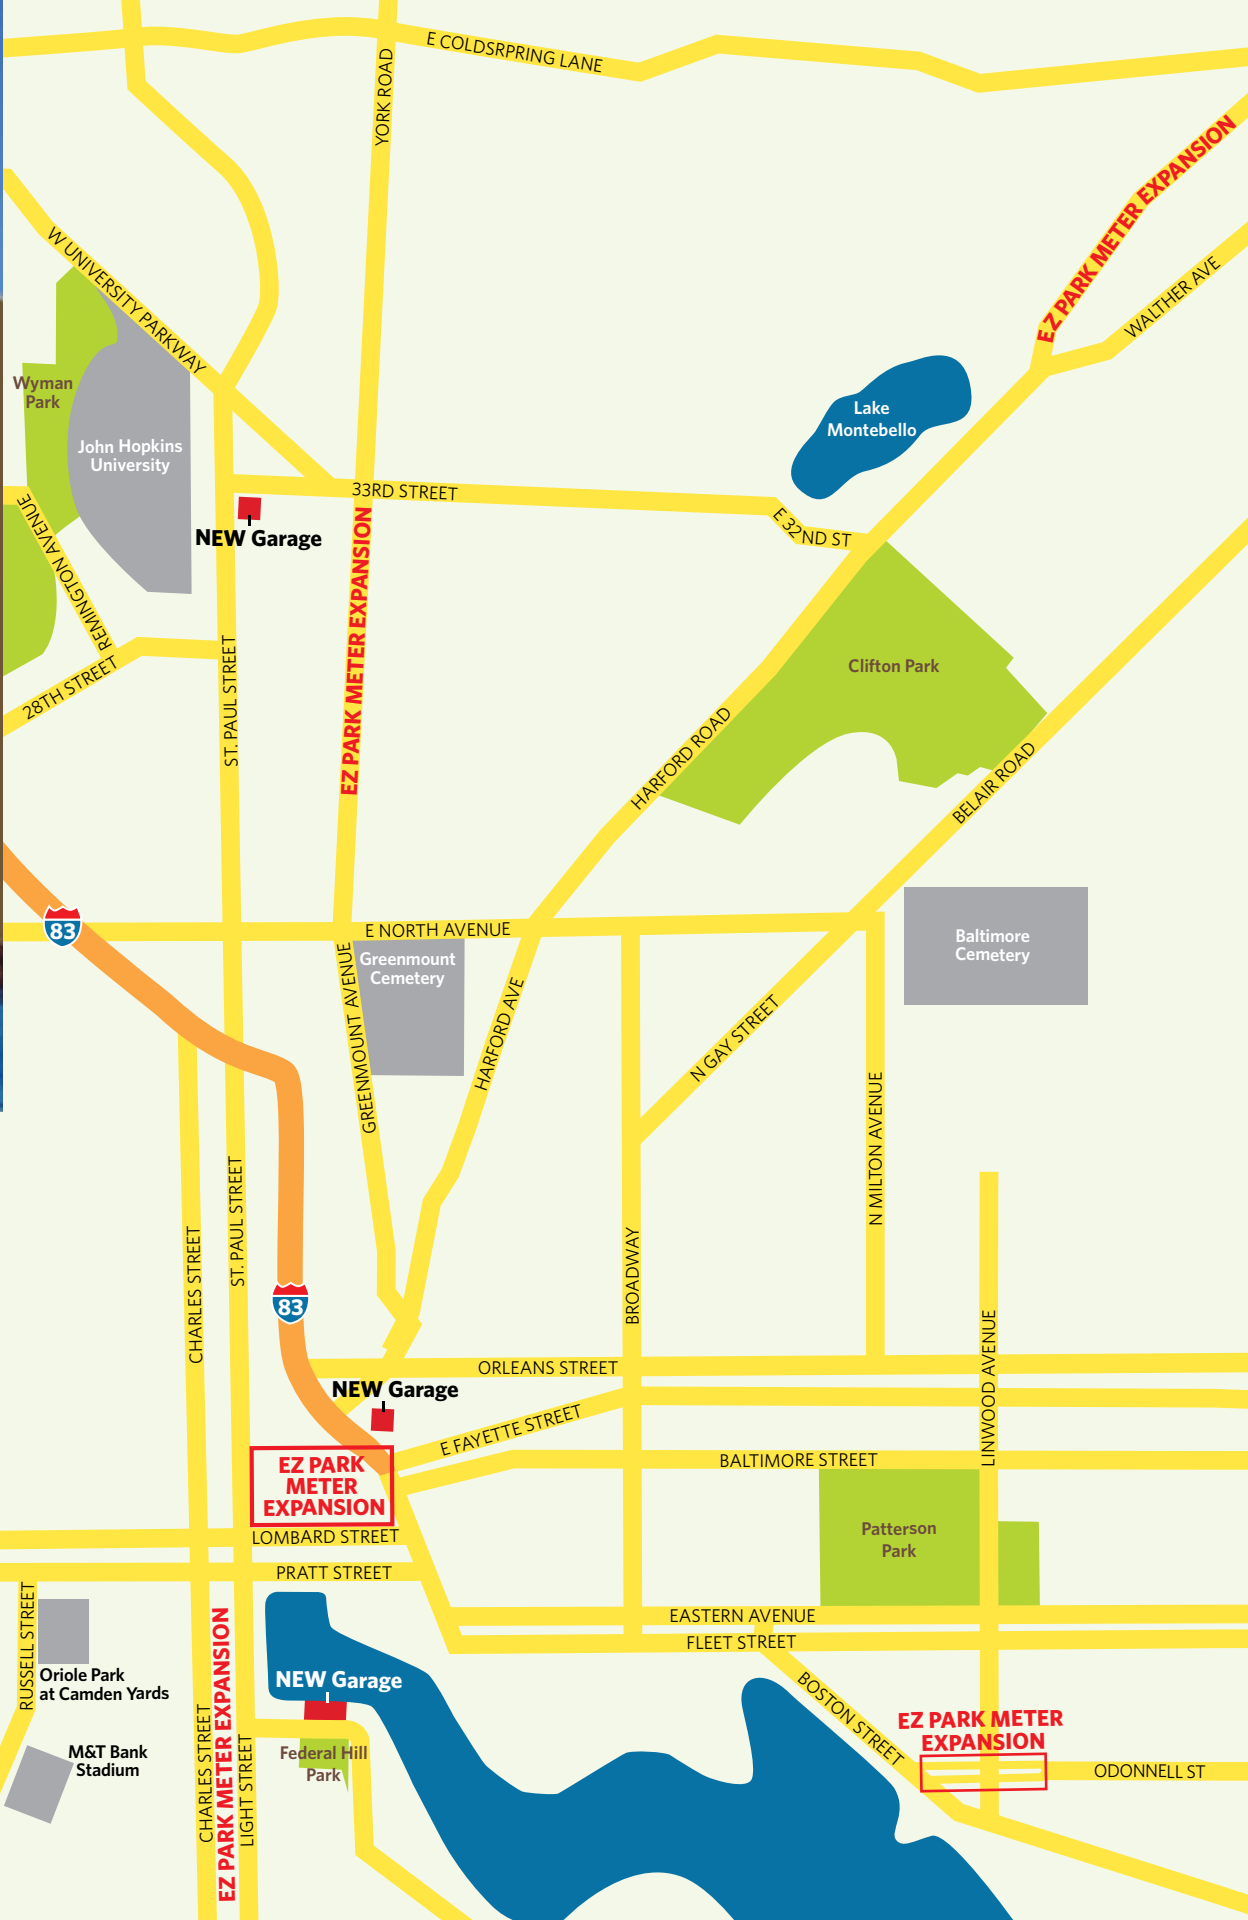 E COLDSRPRING LANE
YORK ROAD
EZ PARK METER EXPANSION
WALTHER AVE
W UNIVERSITY PARKWAY
Wyman
Park
John Hopkins
University
Lake
Montebello
33RD STREET
E 32ND ST
NEW Garage
REMINGTON AVENUE
EZ PARK METER EXPANSION
28TH STREET
ST. PAUL STREET
Clifton Park
HARFORD ROAD
BELAIR ROAD
83
E NORTH AVENUE
Greenmount
Cemetery
GREENMOUNT AVENUE
HARFORD AVE
Baltimore
Cemetery
N GAY STREET
N MILTON AVENUE
ST. PAUL STREET
CHARLES STREET
83
BROADWAY
LINWOOD AVENUE
ORLEANS STREET
NEW Garage
E FAYETTE STREET
EZ PARK
METER
EXPANSION
BALTIMORE STREET
LOMBARD STREET
PRATT STREET
Patterson
Park
EASTERN AVENUE
FLEET STREET
RUSSELL STREET
Oriole Park
at Camden Yards
M&T Bank
Stadium
CHARLES STREET
EZ PARK METER EXPANSION
LIGHT STREET
NEW Garage
Federal Hill
Park
BOSTON STREET
EZ PARK METER
EXPANSION
ODONNELL ST